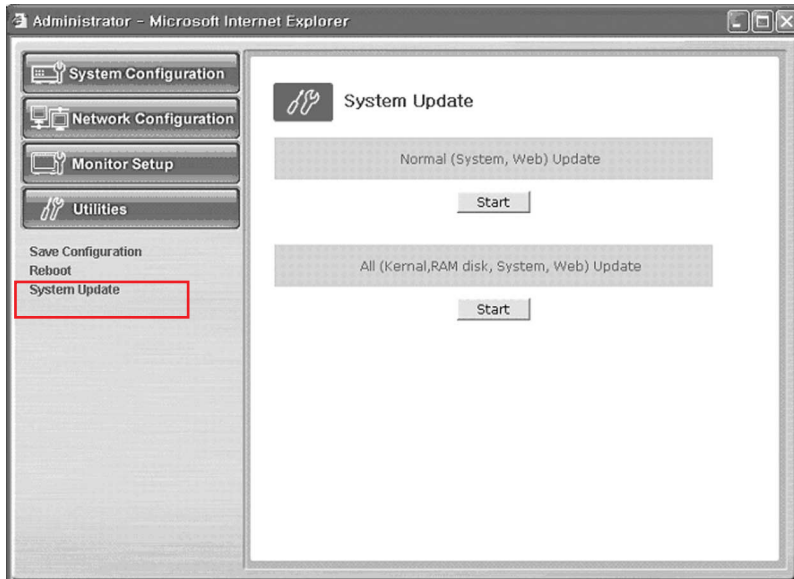 Administrator - Microsoft Internet Explorer
System Configuration
Network Configuration
Monitor Setup
Utilities
Save Configuration
Reboot
System Update
System Update
Normal (System, Web) Update
Start
All (Kernal,RAM disk, System, Web) Update
Start